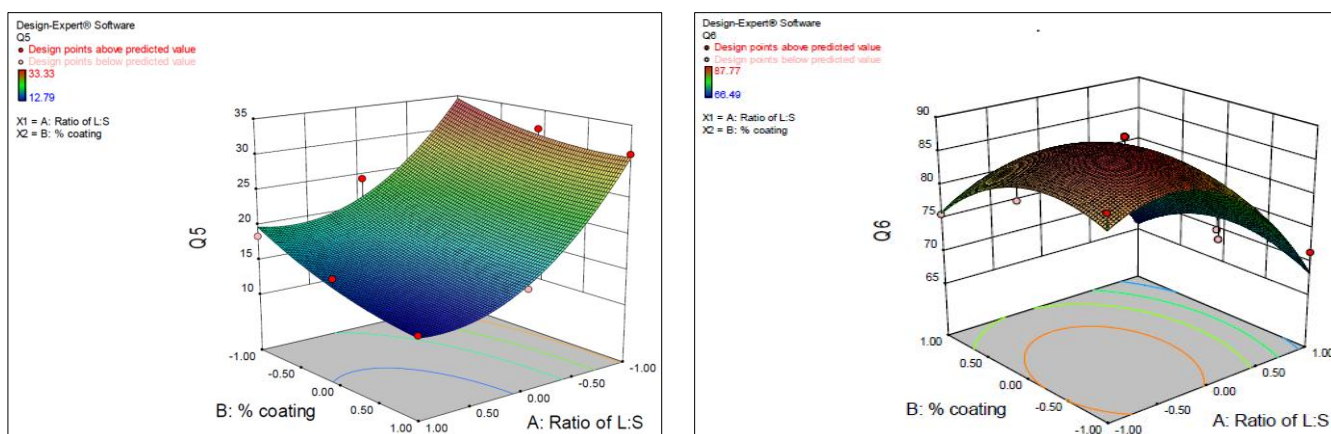 Design-Expert® Software
Q5
Design points above predicted value
Design points below predicted value
33.33
12.79
X1 = A: Ratio of L:S
X2 = B: % coating
35
30
25
20
15
10
Q5
-1.00
-0.50
0.00
0.50
1.00
B: % coating
1.00
0.50
0.00
-0.50
-1.00
A: Ratio of L:S
Design-Expert® Software
Q6
Design points above predicted value
Design points below predicted value
87.77
66.49
X1 = A: Ratio of L:S
X2 = B: % coating
90
85
80
75
70
65
Q6
1.00
0.50
0.00
-0.50
-1.00
B: % coating
-1.00
-0.50
0.00
0.50
1.00
A: Ratio of L:S